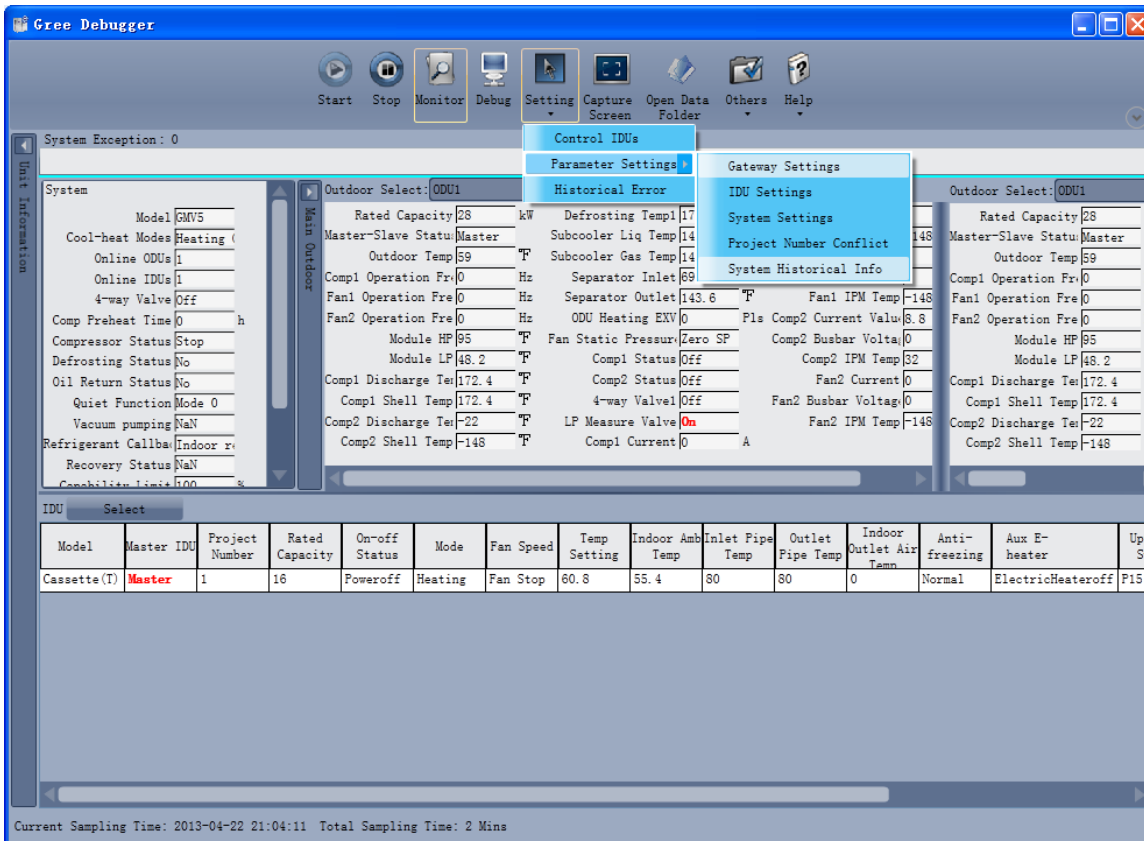 Gree Debugger
Start Stop Monitor Debug Setting Capture Screen Open Data Folder Others Help
System Exception: 0
Control IDUs
Parameter Settings
Historical Error
Gateway Settings
IDU Settings
System Settings
Project Number Conflict
System Historical Info
Unit Information
System
Model GMV5
Cool-heat Modes Heating (
Online ODUs 1
Online IDUs 1
4-way Valve Off
Comp Preheat Time 0 h
Compressor Status Stop
Defrosting Status No
Oil Return Status No
Quiet Function Mode 0
Vacuum pumping NaN
Refrigerant Callba Indoor r
Recovery Status NaN
Capability Limit 100 %
Main Outdoor
Outdoor Select: ODU1
Rated Capacity 28 kW
Master-Slave Statu: Master
Outdoor Temp 59 ℉
Comp1 Operation Fr 0 Hz
Fan1 Operation Fre 0 Hz
Fan2 Operation Fre 0 Hz
Module HP 95 ℉
Module LP 48.2 ℉
Comp1 Discharge Te 172.4 ℉
Comp1 Shell Temp 172.4 ℉
Comp2 Discharge Te -22 ℉
Comp2 Shell Temp -148 ℉
Defrosting Temp1 17
Subcooler Liq Temp 14
Subcooler Gas Temp 14
Separator Inlet 69
Separator Outlet 143.6 ℉
ODU Heating EXV 0 Pls
Fan Static Pressur Zero SP
Comp1 Status Off
Comp2 Status Off
4-way Valve1 Off
LP Measure Valve On
Comp1 Current 0 A
148
Fan1 IPM Temp -148
Comp2 Current Valu 8.8
Comp2 Busbar Volta 0
Comp2 IPM Temp 32
Fan2 Current 0
Fan2 Busbar Voltag 0
Fan2 IPM Temp -148
Outdoor Select: ODU1
Rated Capacity 28
Master-Slave Statu: Master
Outdoor Temp 59
Comp1 Operation Fr 0
Fan1 Operation Fre 0
Fan2 Operation Fre 0
Module HP 95
Module LP 48.2
Comp1 Discharge Te 172.4
Comp1 Shell Temp 172.4
Comp2 Discharge Te -22
Comp2 Shell Temp -148
IDU Select
Model Master IDU Project Number Rated Capacity On-off Status Mode Fan Speed Temp Setting Indoor Amb Temp Inlet Pipe Temp Outlet Pipe Temp Indoor Outlet Air Temp Anti-freezing Aux E-heater Up S
Cassette(T) Master 1 16 Poweroff Heating Fan Stop 60.8 55.4 80 80 0 Normal ElectricHeateroff P15
Current Sampling Time: 2013-04-22 21:04:11 Total Sampling Time: 2 Mins